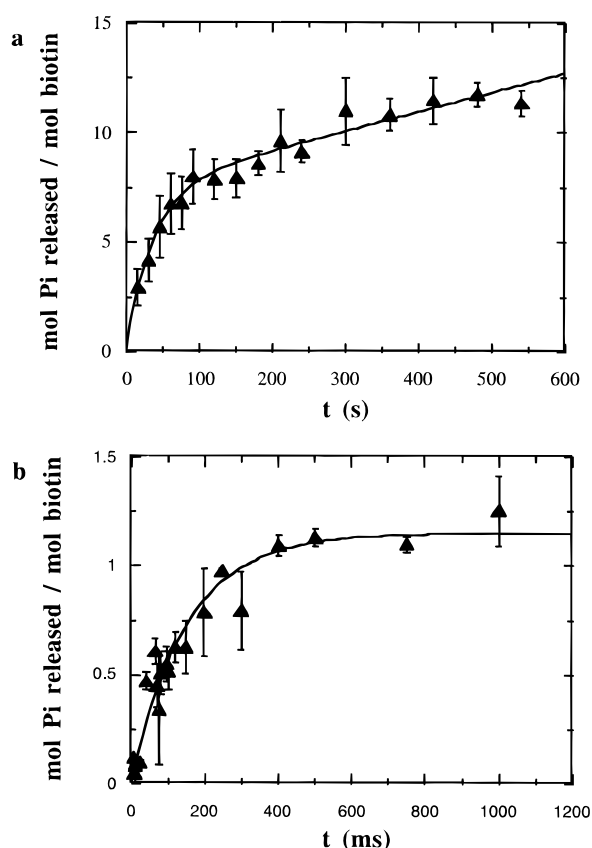 a
mol Pi released / mol biotin
15
10
5
0
0 100 200 300 400 500 600
t (s)
b
mol Pi released / mol biotin
1.5
1
0.5
0
0 200 400 600 800 1000 1200
t (ms)